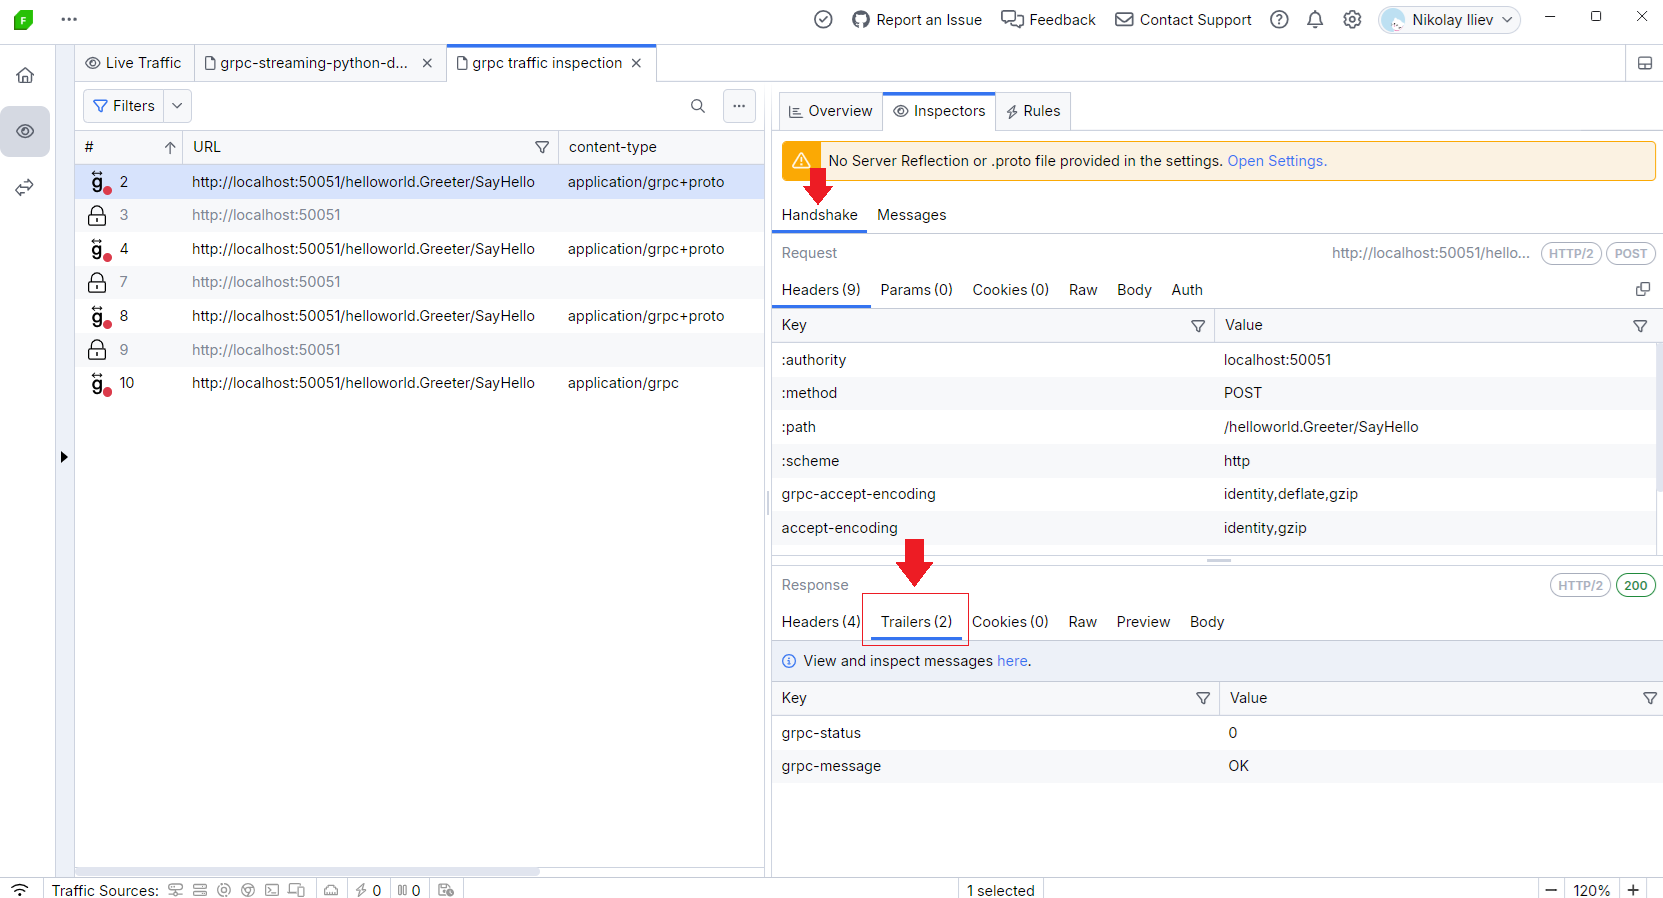 F ••• Report an Issue Feedback Contact Support Nikolay Iliev
Live Traffic grpc-streaming-python-d... grpc traffic inspection
Filters
# URL content-type
g 2 http://localhost:50051/helloworld.Greeter/SayHello application/grpc+proto
3 http://localhost:50051
g 4 http://localhost:50051/helloworld.Greeter/SayHello application/grpc+proto
7 http://localhost:50051
g 8 http://localhost:50051/helloworld.Greeter/SayHello application/grpc+proto
9 http://localhost:50051
g 10 http://localhost:50051/helloworld.Greeter/SayHello application/grpc
Overview Inspectors Rules
No Server Reflection or .proto file provided in the settings. Open Settings.
Handshake Messages
Request http://localhost:50051/hello... HTTP/2 POST
Headers (9) Params (0) Cookies (0) Raw Body Auth
Key Value
:authority localhost:50051
:method POST
:path /helloworld.Greeter/SayHello
:scheme http
grpc-accept-encoding identity,deflate,gzip
accept-encoding identity,gzip
Response HTTP/2 200
Headers (4) Trailers (2) Cookies (0) Raw Preview Body
View and inspect messages here.
Key Value
grpc-status 0
grpc-message OK
Traffic Sources: 0 0 1 selected 120%